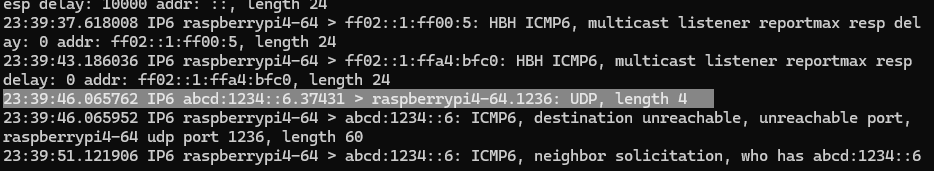 esp delay: 10000 addr: ::, length 24
23:39:37.618008 IP6 raspberrypi4-64 > ff02::1:ff00:5: HBH ICMP6, multicast listener reportmax resp del
ay: 0 addr: ff02::1:ff00:5, length 24
23:39:43.186036 IP6 raspberrypi4-64 > ff02::1:ffa4:bfc0: HBH ICMP6, multicast listener reportmax resp
delay: 0 addr: ff02::1:ffa4:bfc0, length 24
23:39:46.065762 IP6 abcd:1234::6.37431 > raspberrypi4-64.1236: UDP, length 4
23:39:46.065952 IP6 raspberrypi4-64 > abcd:1234::6: ICMP6, destination unreachable, unreachable port,
raspberrypi4-64 udp port 1236, length 60
23:39:51.121906 IP6 raspberrypi4-64 > abcd:1234::6: ICMP6, neighbor solicitation, who has abcd:1234::6